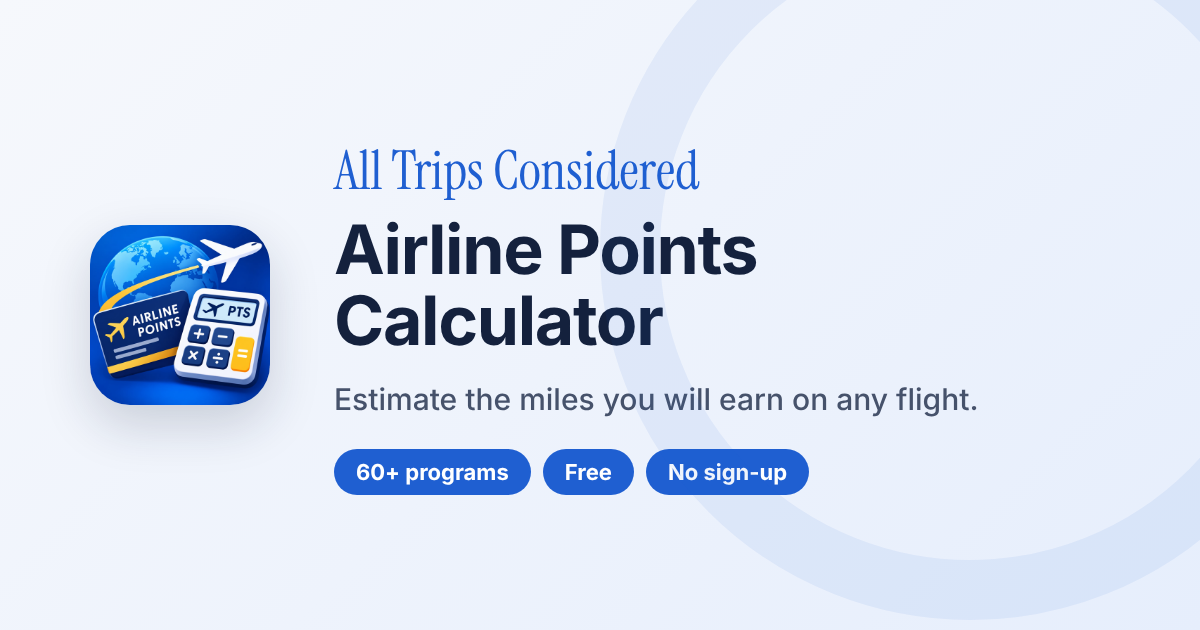 All Trips Considered
Airline Points
Calculator
AIRLINE
POINTS
PTS
+ −
× ÷ =
Estimate the miles you will earn on any flight.
60+ programs Free No sign-up